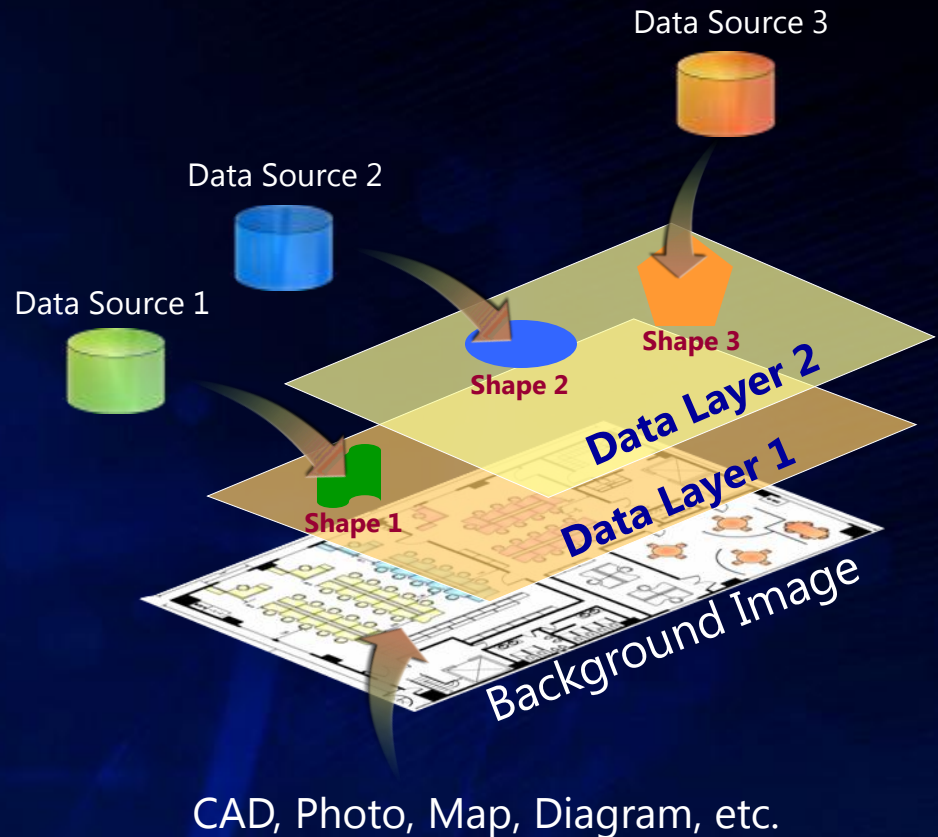 Data Source 3
Data Source 2
Data Source 1
Shape 3
Shape 2
Data Layer 2
Data Layer 1
Shape 1
Background Image
CAD, Photo, Map, Diagram, etc.